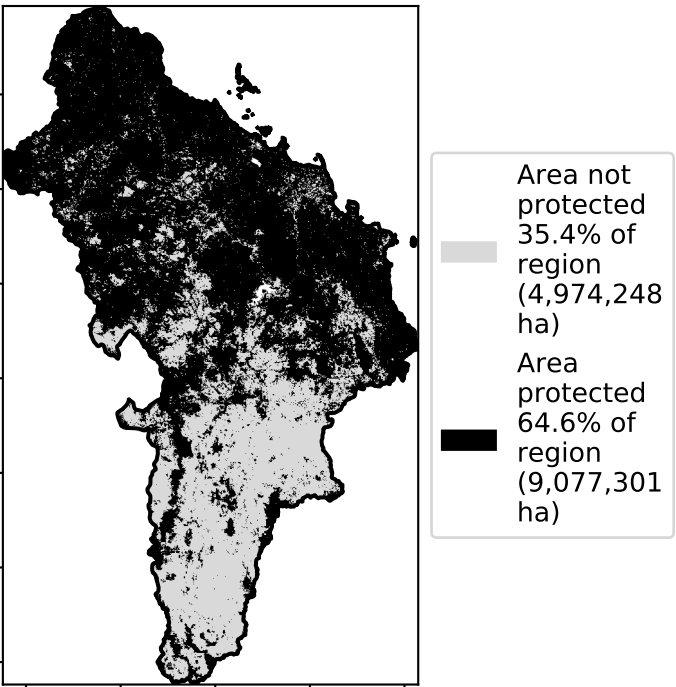 Area not
protected
35.4% of
region
(4,974,248
ha)
Area
protected
64.6% of
region
(9,077,301
ha)